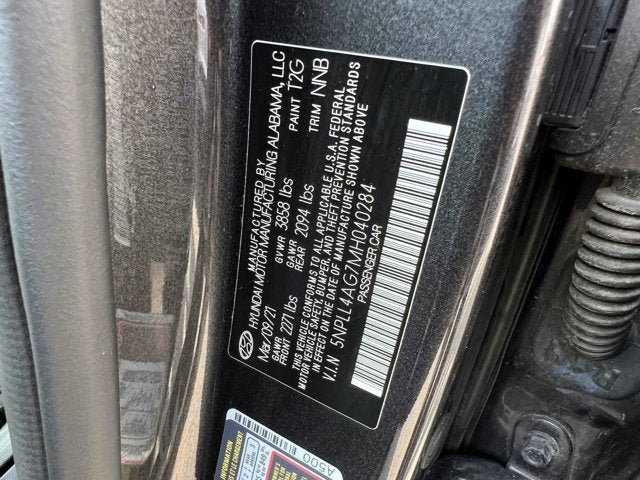 MANUFACTURED BY
HYUNDAI MOTOR MANUFACTURING ALABAMA, LLC
Mar/09/21 GVWR 3858 lbs PAINT T2G
GAWR FRONT 2271 lbs GAWR REAR 2094 lbs TRIM NNB
THIS VEHICLE CONFORMS TO ALL APPLICABLE U.S.A. FEDERAL
MOTOR VEHICLE SAFETY, BUMPER, AND THEFT PREVENTION STANDARDS
IN EFFECT ON THE DATE OF MANUFACTURE SHOWN ABOVE
V.I.N 5NPLL4AG7MH040284
PASSENGER CAR
A500
INFORMATION